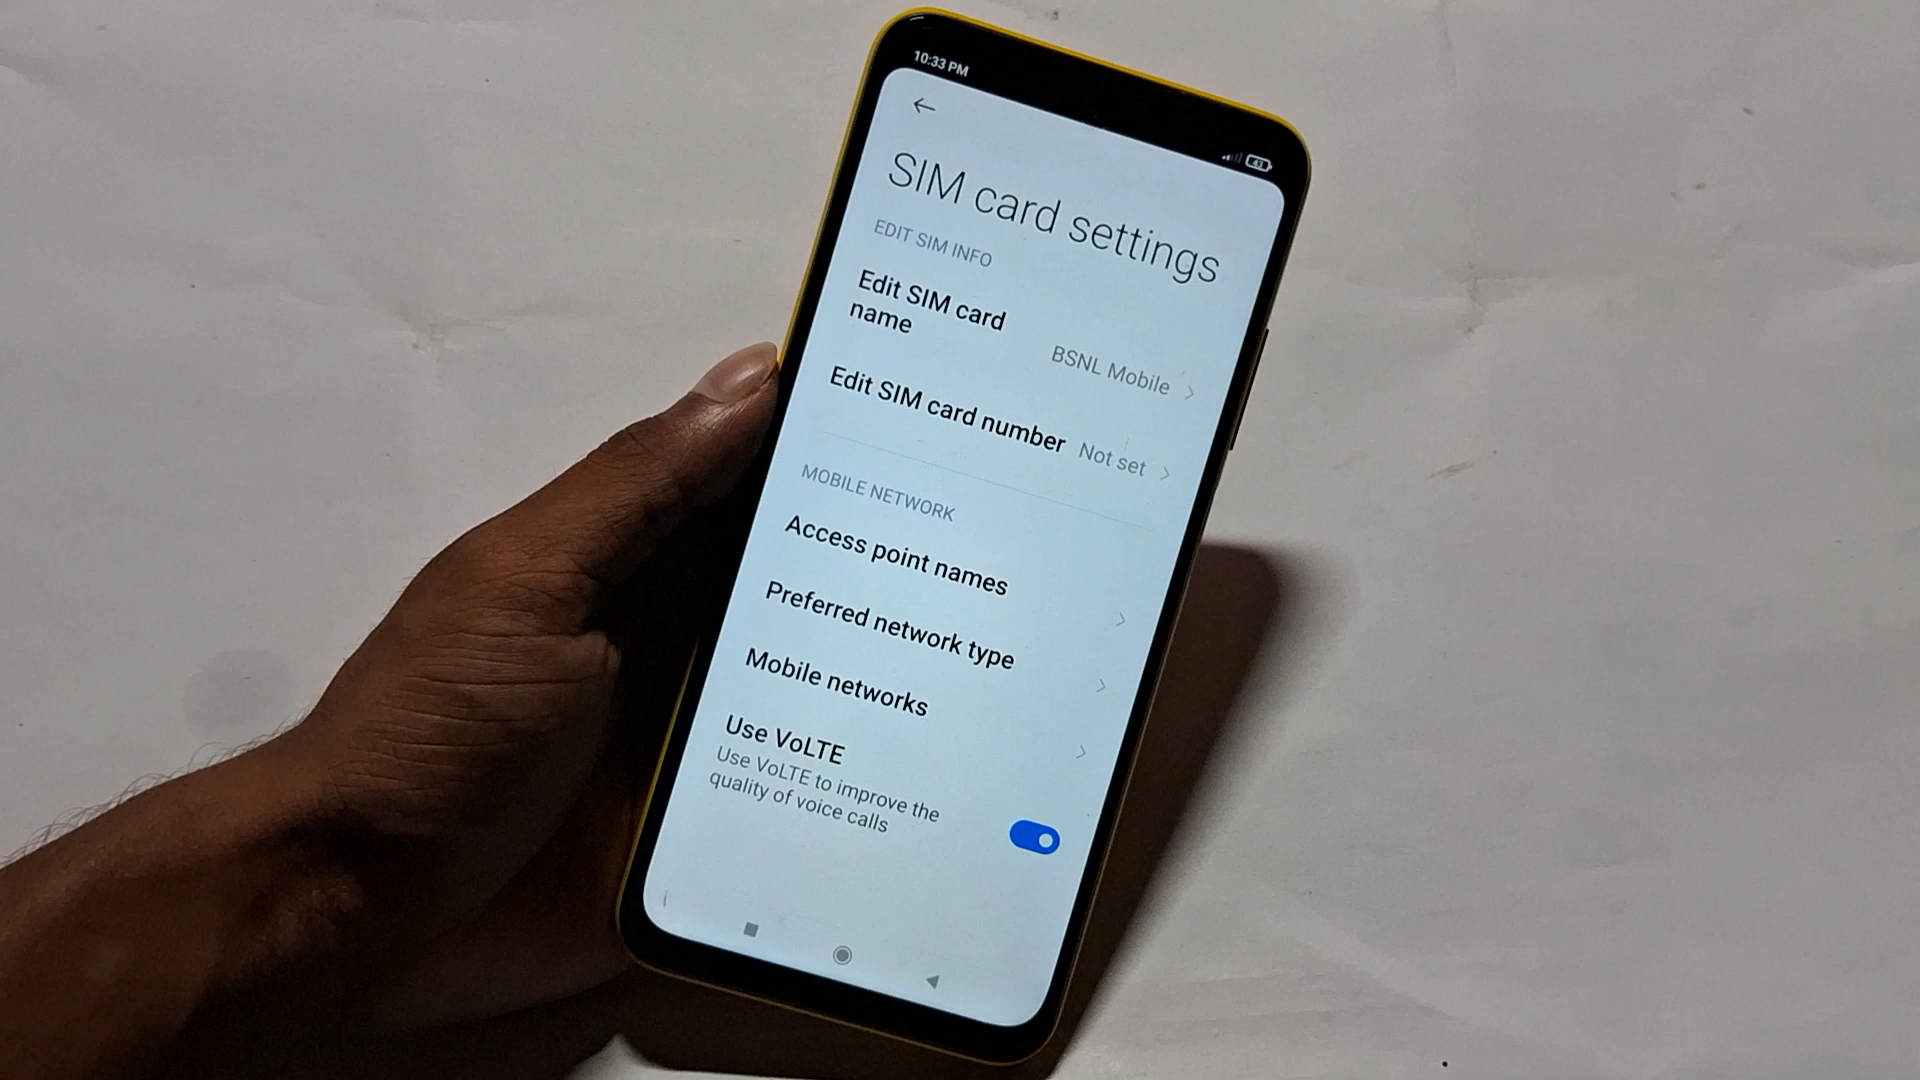 10:33 PM
43
SIM card settings
EDIT SIM INFO
Edit SIM card
name
BSNL Mobile
Edit SIM card number
Not set
MOBILE NETWORK
Access point names
Preferred network type
Mobile networks
Use VoLTE
Use VoLTE to improve the
quality of voice calls